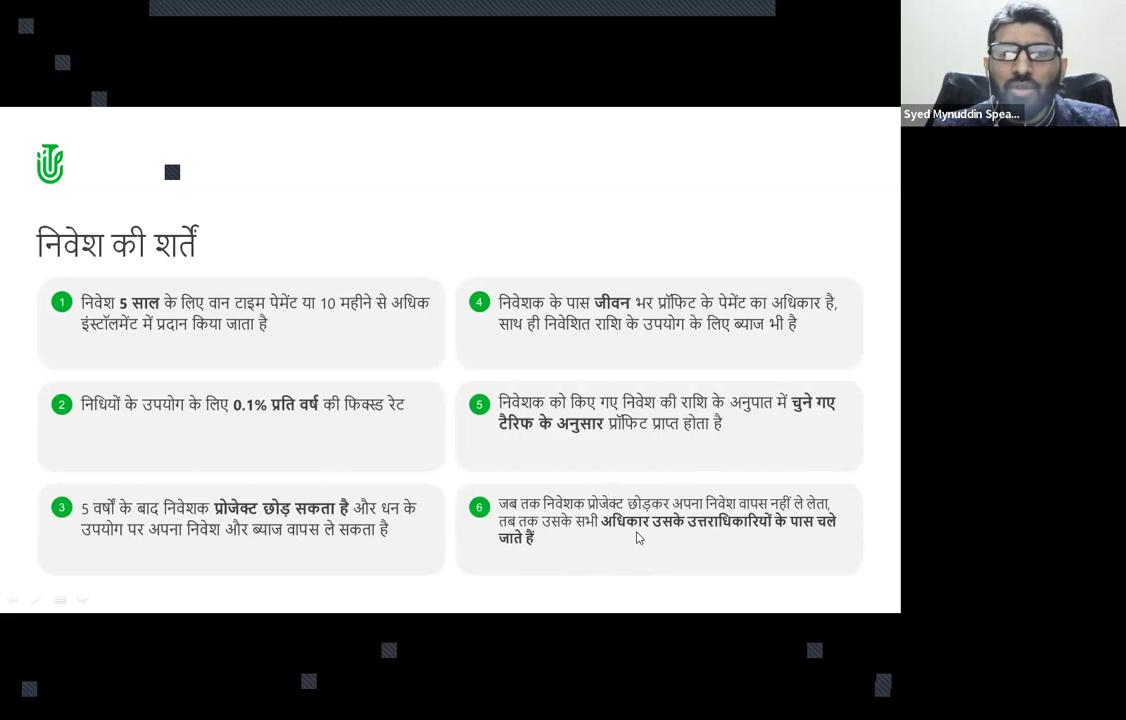 Syed Mynuddin Spea...
निवेश की शर्तें
1
निवेश 5 साल के लिए वान टाइम पेमेंट या 10 महीने से अधिक
इंस्टॉलमेंट में प्रदान किया जाता है
2
निधियों के उपयोग के लिए 0.1% प्रति वर्ष की फिक्स्ड रेट
3
5 वर्षों के बाद निवेशक प्रोजेक्ट छोड़ सकता है और धन के
उपयोग पर अपना निवेश और ब्याज वापस ले सकता है
4
निवेशक के पास जीवन भर प्रॉफिट के पेमेंट का अधिकार है,
साथ ही निवेशित राशि के उपयोग के लिए ब्याज भी है
5
निवेशक को किए गए निवेश की राशि के अनुपात में चुने गए
टैरिफ के अनुसार प्रॉफिट प्राप्त होता है
6
जब तक निवेशक प्रोजेक्ट छोड़कर अपना निवेश वापस नहीं ले लेता,
तब तक उसके सभी अधिकार उसके उत्तराधिकारियों के पास चले
जाते हैं